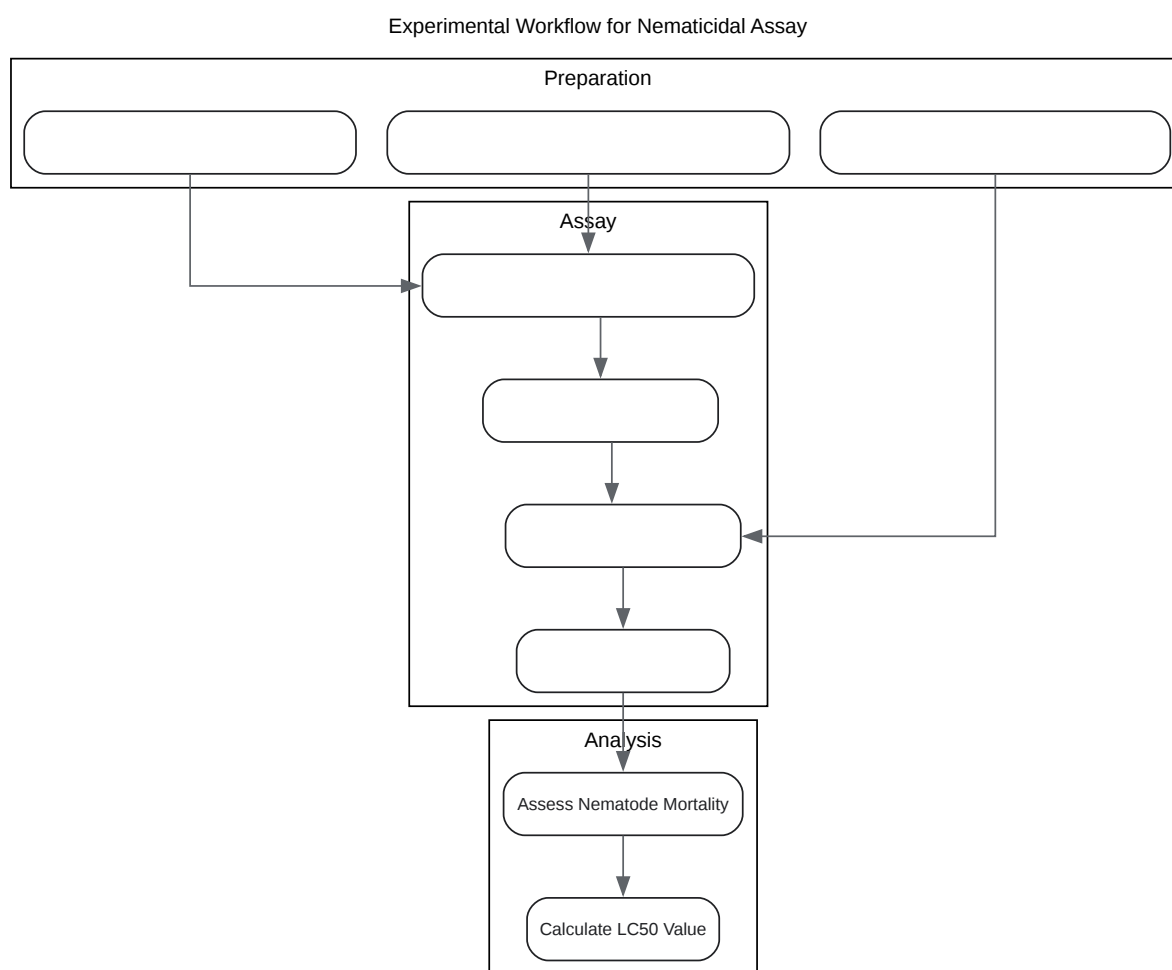 Experimental Workflow for Nematicidal Assay
Preparation
Assay
Analysis
Assess Nematode Mortality
Calculate LC50 Value